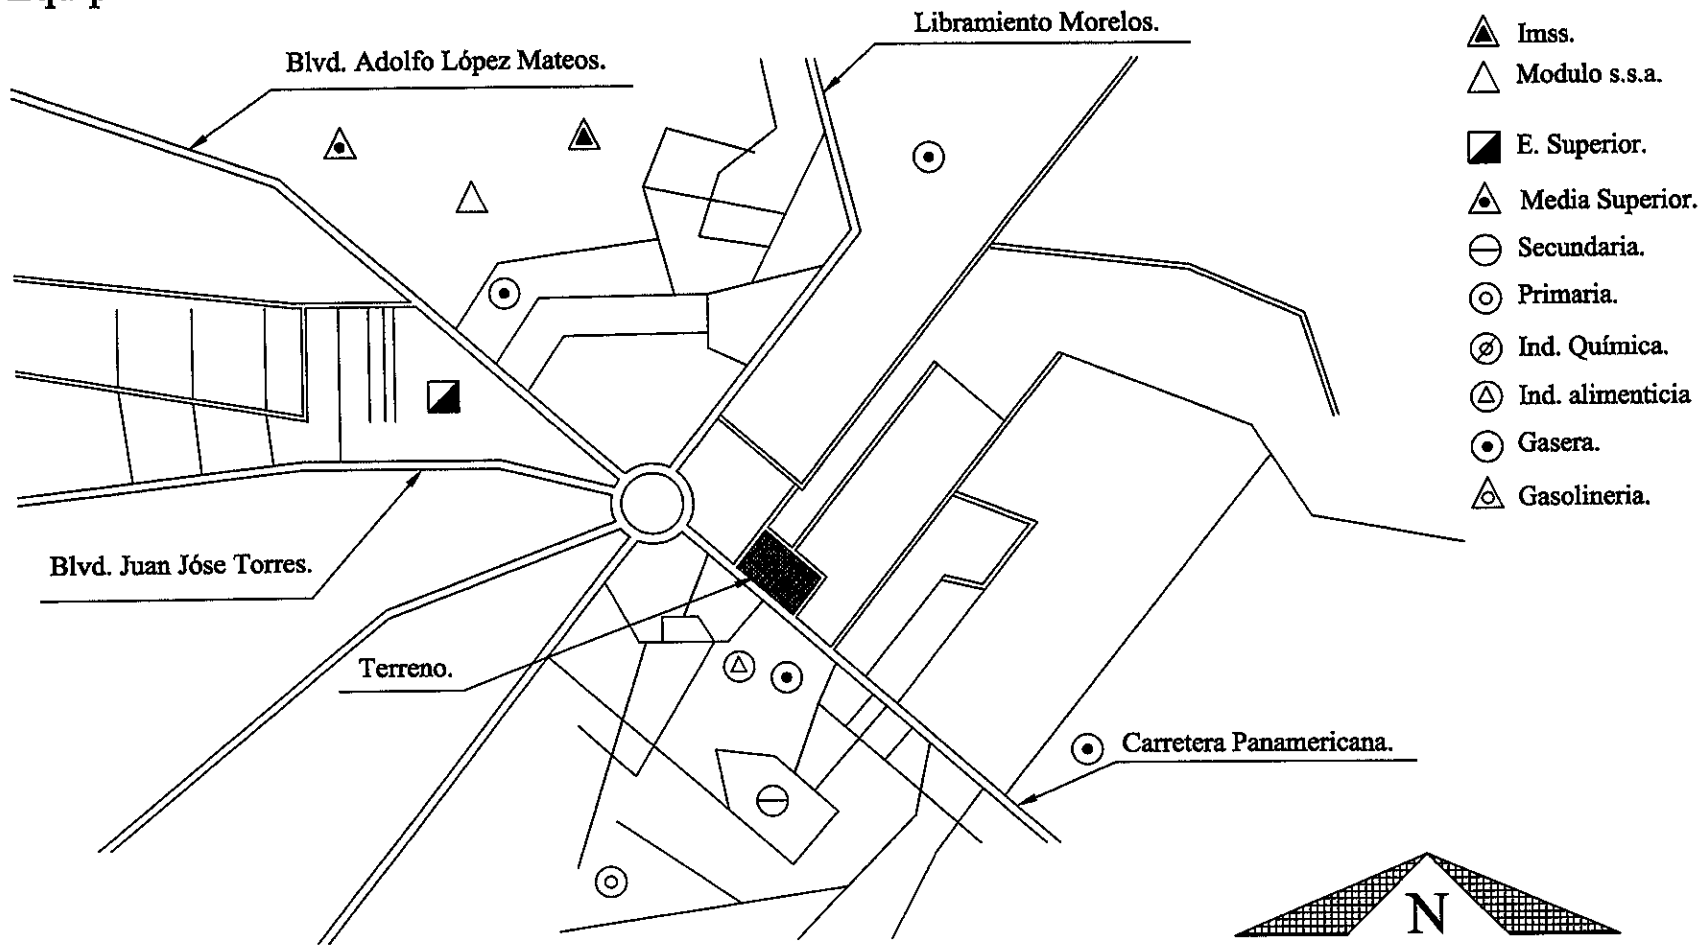 Libramiento Morelos.
Blvd. Adolfo López Mateos.
Imss.
Modulo s.s.a.
E. Superior.
Media Superior.
Secundaria.
Primaria.
Ind. Química.
Ind. alimenticia
Gasera.
Gasolineria.
Blvd. Juan Jóse Torres.
Terreno.
Carretera Panamericana.
N